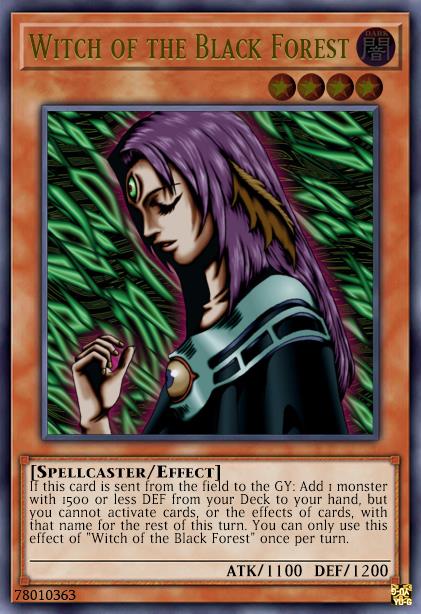 Witch of the Black Forest
DARK
闇
[Spellcaster/Effect]
If this card is sent from the field to the GY: Add 1 monster
with 1500 or less DEF from your Deck to your hand, but
you cannot activate cards, or the effects of cards, with
that name for the rest of this turn. You can only use this
effect of "Witch of the Black Forest" once per turn.
ATK/1100 DEF/1200
78010363